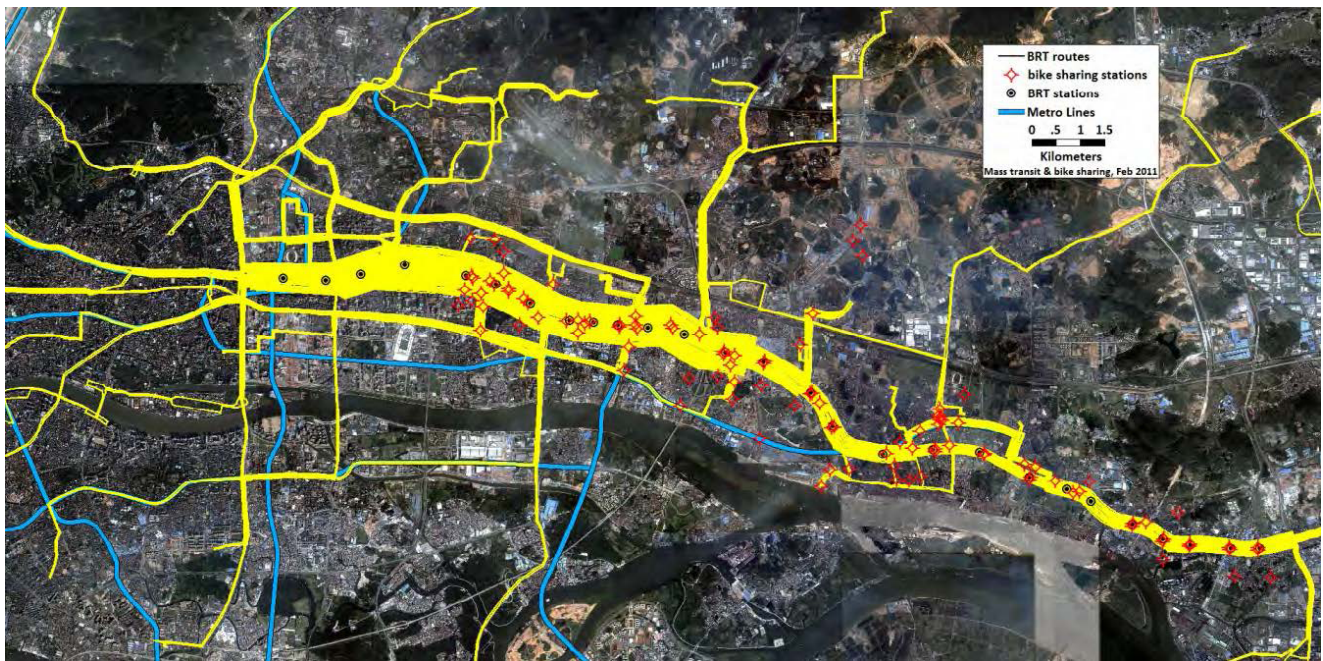 BRT routes
bike sharing stations
BRT stations
Metro Lines
0 .5 1 1.5
Kilometers
Mass transit & bike sharing, Feb 2011